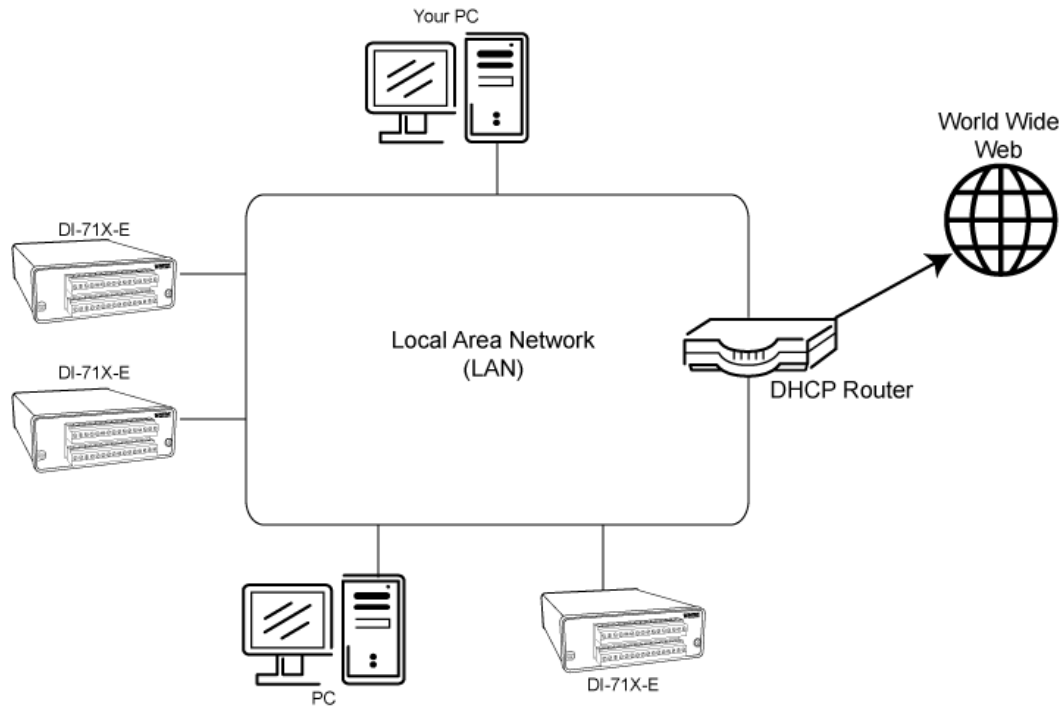 Your PC
World Wide
Web
DI-71X-E
Local Area Network
(LAN)
DHCP Router
DI-71X-E
PC
DI-71X-E